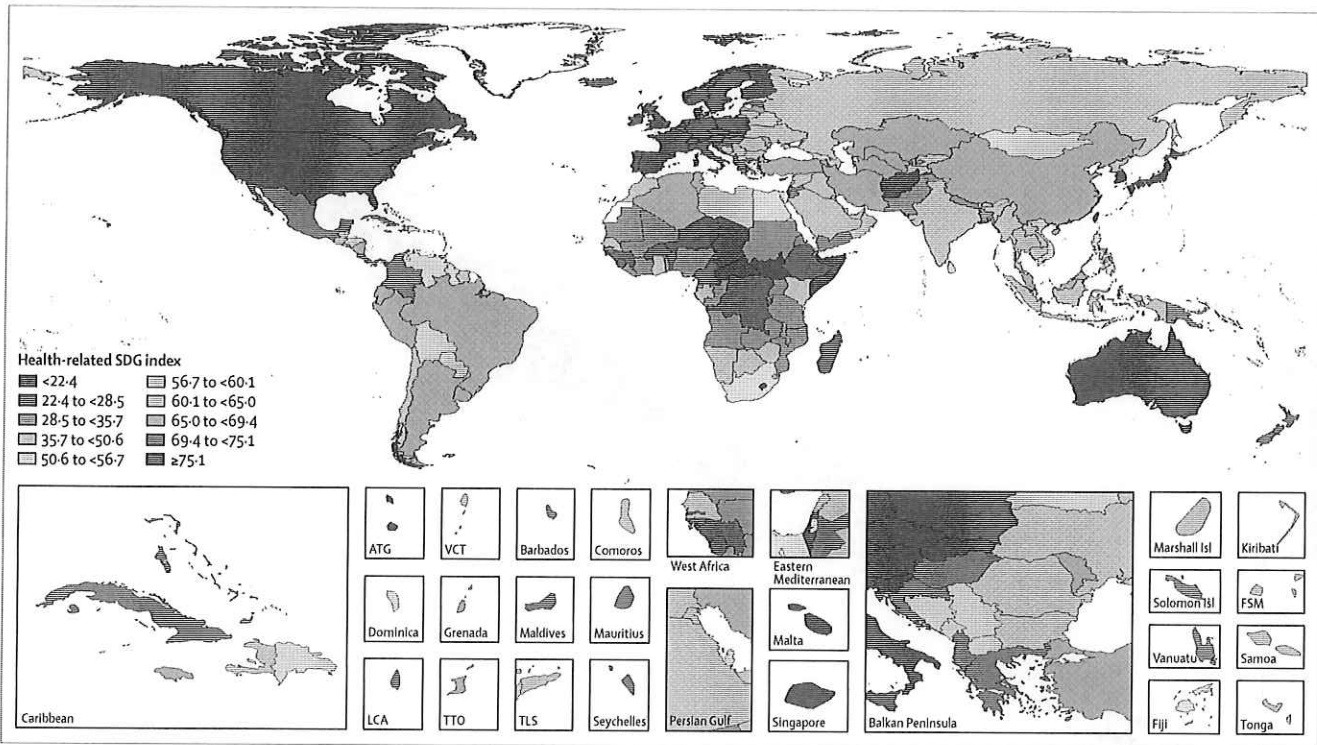 Health-related SDG index
<22·4
22·4 to <28·5
28·5 to <35·7
35·7 to <50·6
50·6 to <56·7
56·7 to <60·1
60·1 to <65·0
65·0 to <69·4
69·4 to <75·1
≥75·1
Caribbean
ATG
VCT
Barbados
Comoros
West Africa
Eastern
Mediterranean
Dominica
Grenada
Maldives
Mauritius
Malta
LCA
TTO
TLS
Seychelles
Persian Gulf
Singapore
Balkan Peninsula
Marshall Isl
Kiribati
Solomon Isl
FSM
Vanuatu
Samoa
Fiji
Tonga